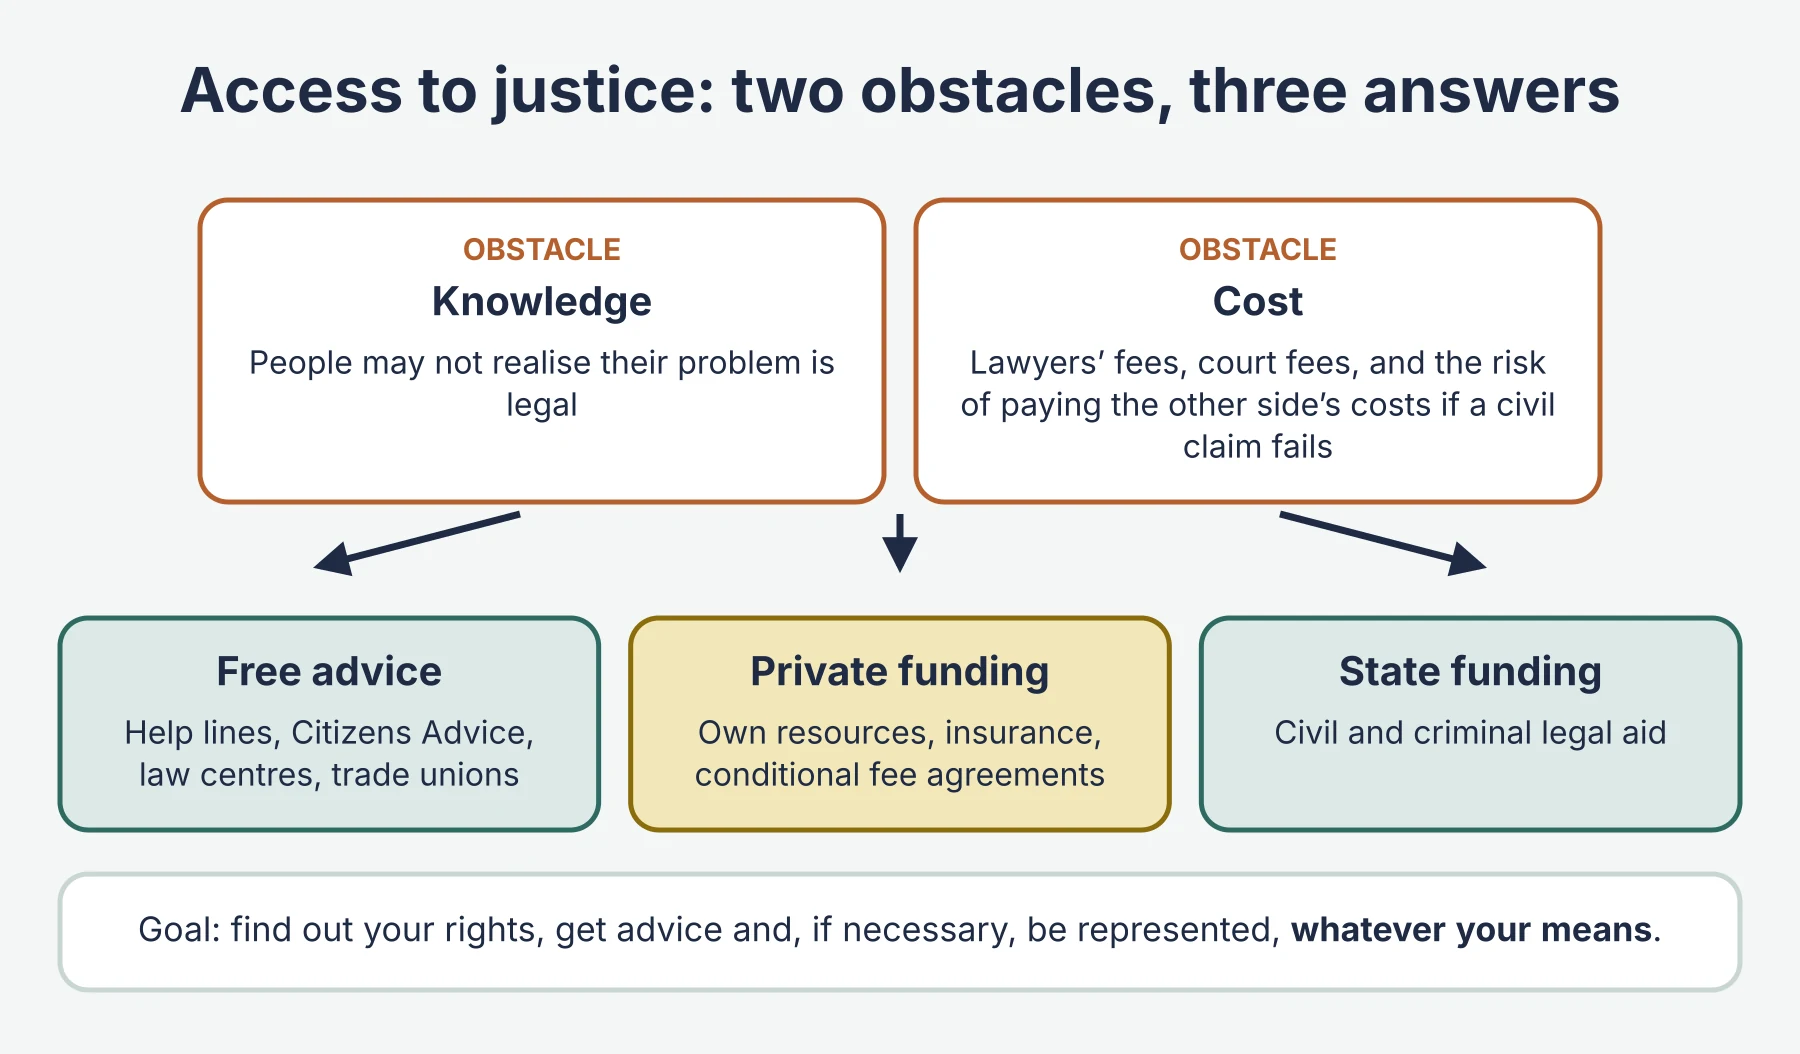 Access to justice: two obstacles, three answers
OBSTACLE
Knowledge
People may not realise their problem is
legal
OBSTACLE
Cost
Lawyers’ fees, court fees, and the risk
of paying the other side’s costs if a civil
claim fails
Free advice
Help lines, Citizens Advice,
law centres, trade unions
Private funding
Own resources, insurance,
conditional fee agreements
State funding
Civil and criminal legal aid
Goal: find out your rights, get advice and, if necessary, be represented, whatever your means.